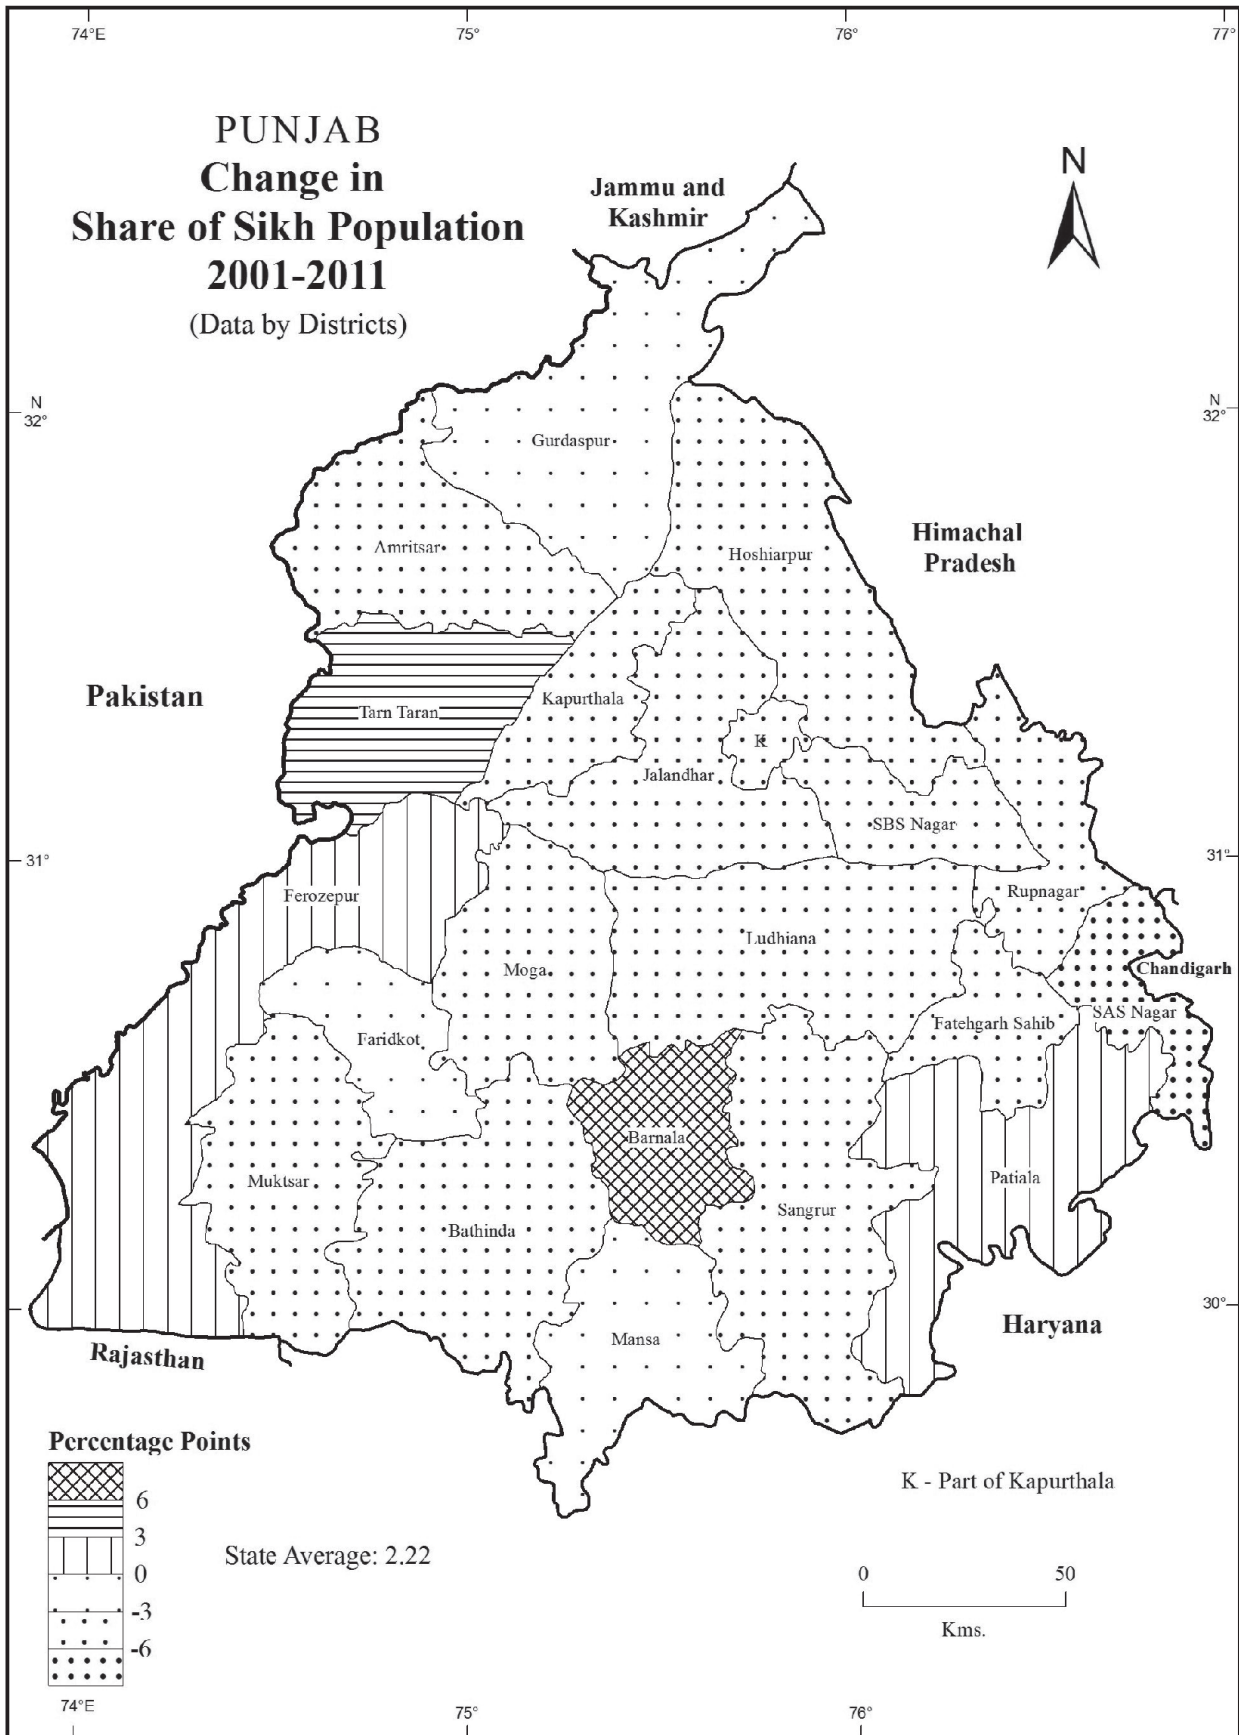 74°E 75° 76° 77°
PUNJAB
Change in
Share of Sikh Population
2001-2011
(Data by Districts)
Jammu and
Kashmir
N
N
32°
N
32°
Gurdaspur
Amritsar
Hoshiarpur
Himachal
Pradesh
Pakistan
Tarn Taran
Kapurthala
K
Jalandhar
SBS Nagar
31°
31°
Ferozepur
Rupnagar
Ludhiana
Moga
Chandigarh
SAS Nagar
Fatehgarh Sahib
Faridkot
Barnala
Muktsar
Patiala
Sangrur
Bathinda
30°
Mansa
Haryana
Rajasthan
Percentage Points
6
3
0
-3
-6
State Average: 2.22
K - Part of Kapurthala
0 50
Kms.
74°E 75° 76°